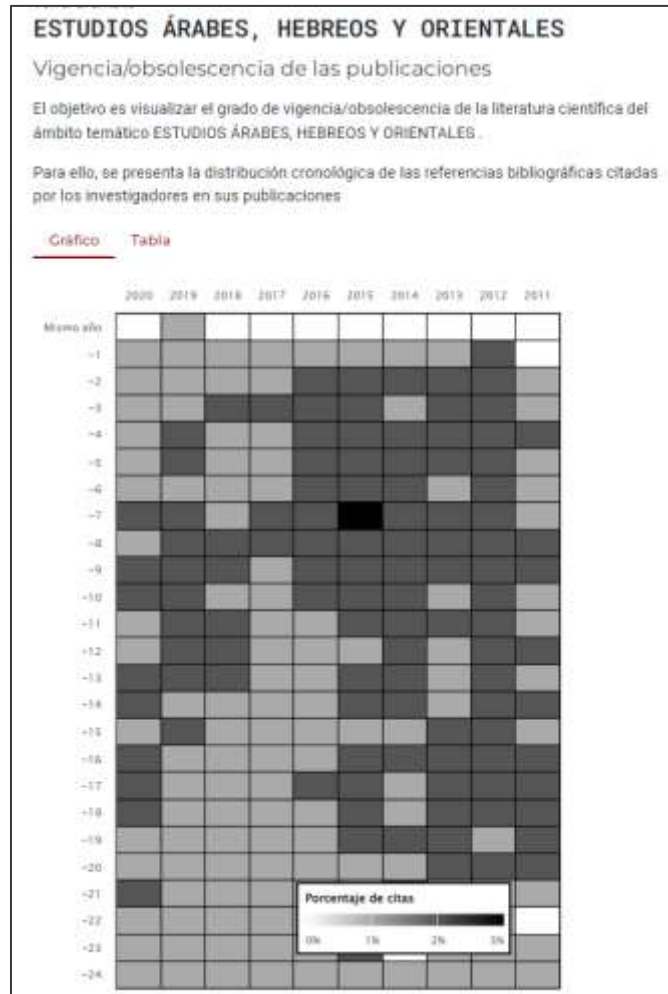 ESTUDIOS ÁRABES, HEBREOS Y ORIENTALES
Vigencia/obsolescencia de las publicaciones
El objetivo es visualizar el grado de vigencia/obsolescencia de la literatura científica del
ámbito temático ESTUDIOS ÁRABES, HEBREOS Y ORIENTALES .
Para ello, se presenta la distribución cronológica de las referencias bibliográficas citadas
por los investigadores en sus publicaciones
Gráfico Tabla
2020 2019 2018 2017 2016 2015 2014 2013 2012 2011
Mismo año
-1
-2
-3
-4
-5
-6
-7
-8
-9
-10
-11
-12
-13
-14
-15
-16
-17
-18
-19
-20
-21
-22
-23
-24
Porcentaje de citas
0% 1% 2% 3%